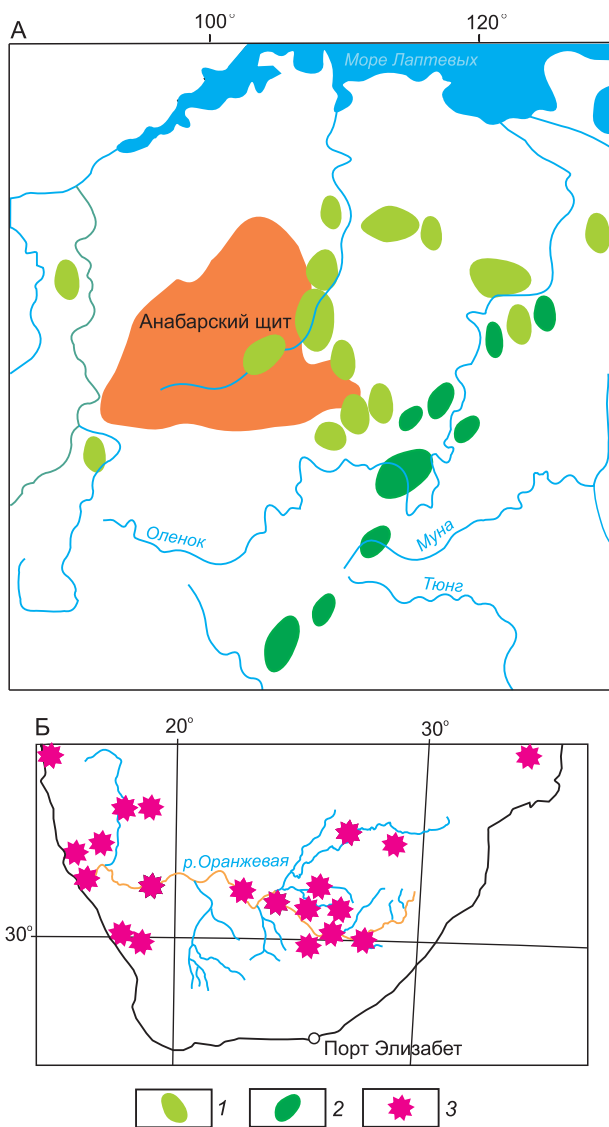 А
100°
120°
Море Лаптевых
Анабарский щит
Оленок
Муна
Тюнг
Б
20°
30°
р.Оранжевая
30°
Порт Элизабет
1
2
3